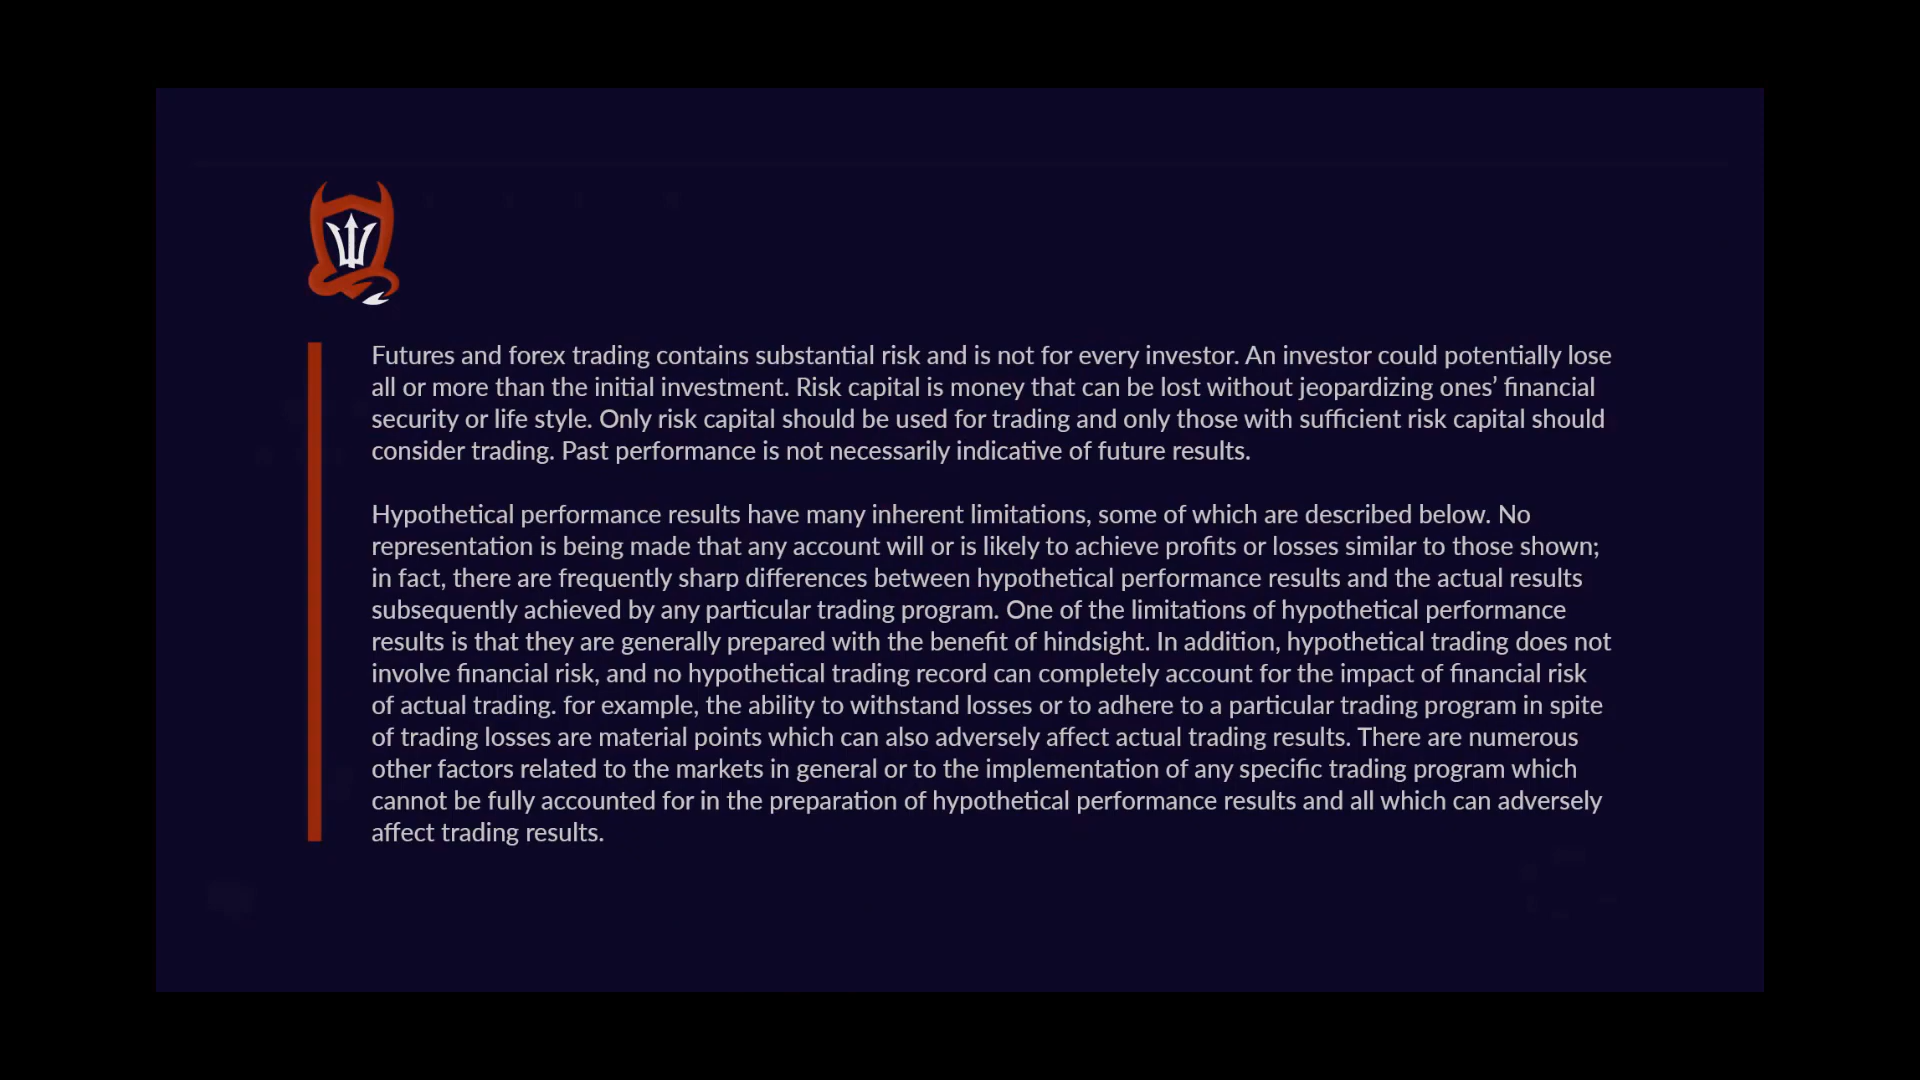 Futures and forex trading contains substantial risk and is not for every investor. An investor could potentially lose
all or more than the initial investment. Risk capital is money that can be lost without jeopardizing ones’ financial
security or life style. Only risk capital should be used for trading and only those with sufficient risk capital should
consider trading. Past performance is not necessarily indicative of future results.
Hypothetical performance results have many inherent limitations, some of which are described below. No
representation is being made that any account will or is likely to achieve profits or losses similar to those shown;
in fact, there are frequently sharp differences between hypothetical performance results and the actual results
subsequently achieved by any particular trading program. One of the limitations of hypothetical performance
results is that they are generally prepared with the benefit of hindsight. In addition, hypothetical trading does not
involve financial risk, and no hypothetical trading record can completely account for the impact of financial risk
of actual trading. for example, the ability to withstand losses or to adhere to a particular trading program in spite
of trading losses are material points which can also adversely affect actual trading results. There are numerous
other factors related to the markets in general or to the implementation of any specific trading program which
cannot be fully accounted for in the preparation of hypothetical performance results and all which can adversely
affect trading results.